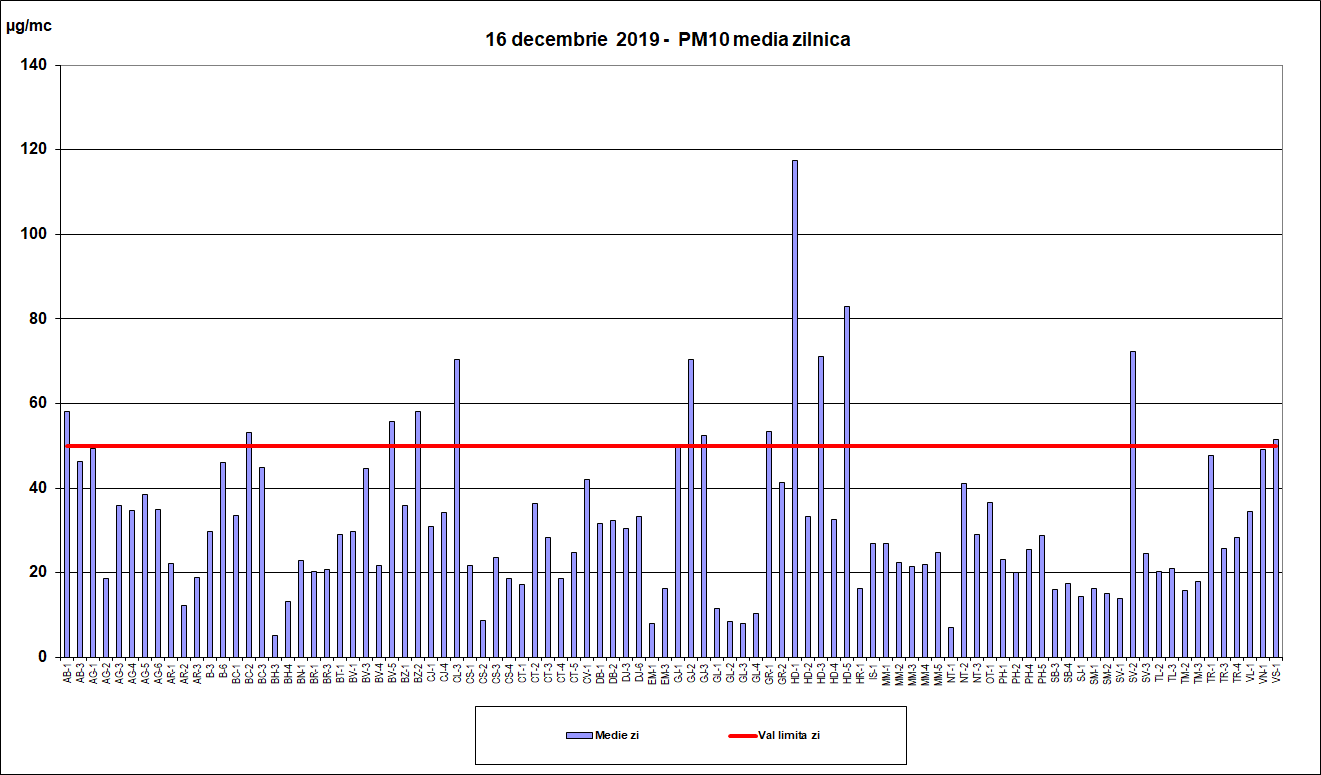 µg/mc
16 decembrie 2019 - PM10 media zilnica
140
120
100
80
60
40
20
0
AB-1 AB-3 AG-1 AG-2 AG-3 AG-4 AG-5 AG-6 AR-1 AR-2 AR-3 B-3 B-6 BC-1 BC-2 BC-3 BH-3 BH-4 BN-1 BR-1 BR-3 BT-1 BV-1 BV-3 BV-4 BV-5 BZ-1 BZ-2 CJ-1 CJ-4 CL-3 CS-1 CS-2 CS-3 CS-4 CT-1 CT-2 CT-3 CT-4 CT-5 CV-1 DB-1 DB-2 DJ-3 DJ-6 EM-1 EM-3 GJ-1 GJ-2 GJ-3 GL-1 GL-2 GL-3 GL-4 GR-1 GR-2 HD-1 HD-2 HD-3 HD-4 HD-5 HR-1 IS-1 MM-1 MM-2 MM-3 MM-4 MM-5 NT-1 NT-2 NT-3 OT-1 PH-1 PH-2 PH-4 PH-5 SB-3 SB-4 SJ-1 SM-1 SM-2 SV-1 SV-2 SV-3 TL-2 TL-3 TM-2 TM-3 TR-1 TR-3 TR-4 VL-1 VN-1 VS-1
Medie zi Val limita zi